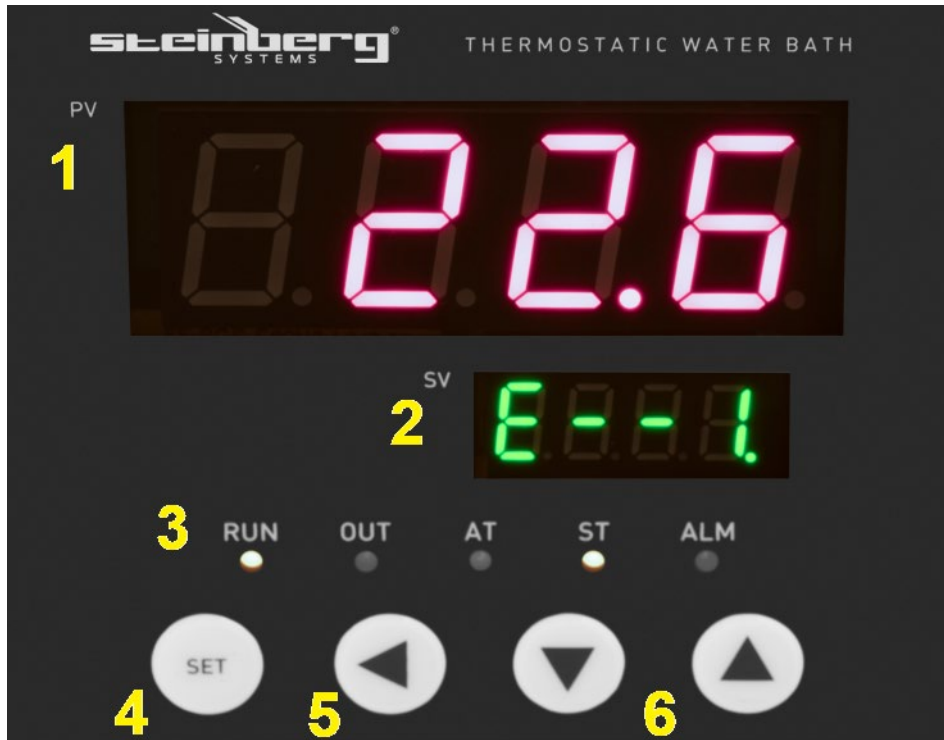 steinberg®
SYSTEMS
THERMOSTATIC WATER BATH
PV
1
22.6
SV
2
E--1.
3
RUN OUT AT ST ALM
SET
4
5
6